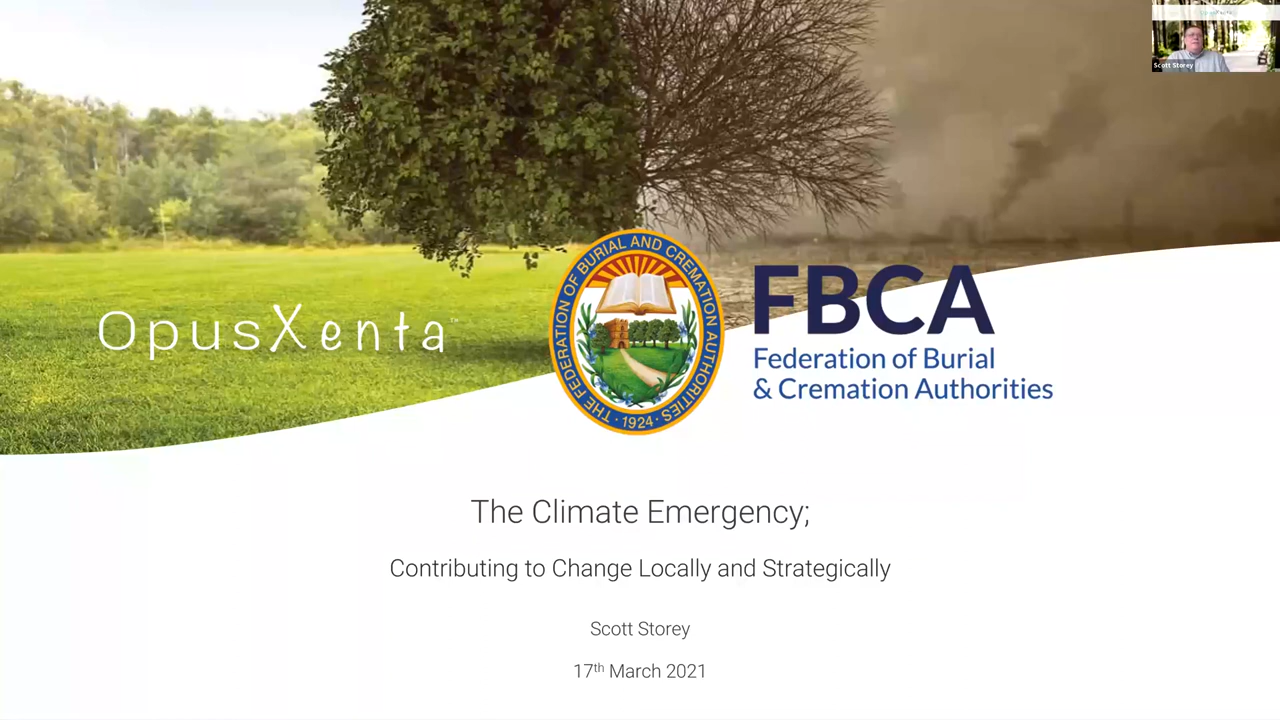 Scott Storey
OpusXenta™
THE FEDERATION OF BURIAL AND CREMATION AUTHORITIES
· 1924 ·
FBCA
Federation of Burial
& Cremation Authorities
The Climate Emergency;
Contributing to Change Locally and Strategically
Scott Storey
17th March 2021